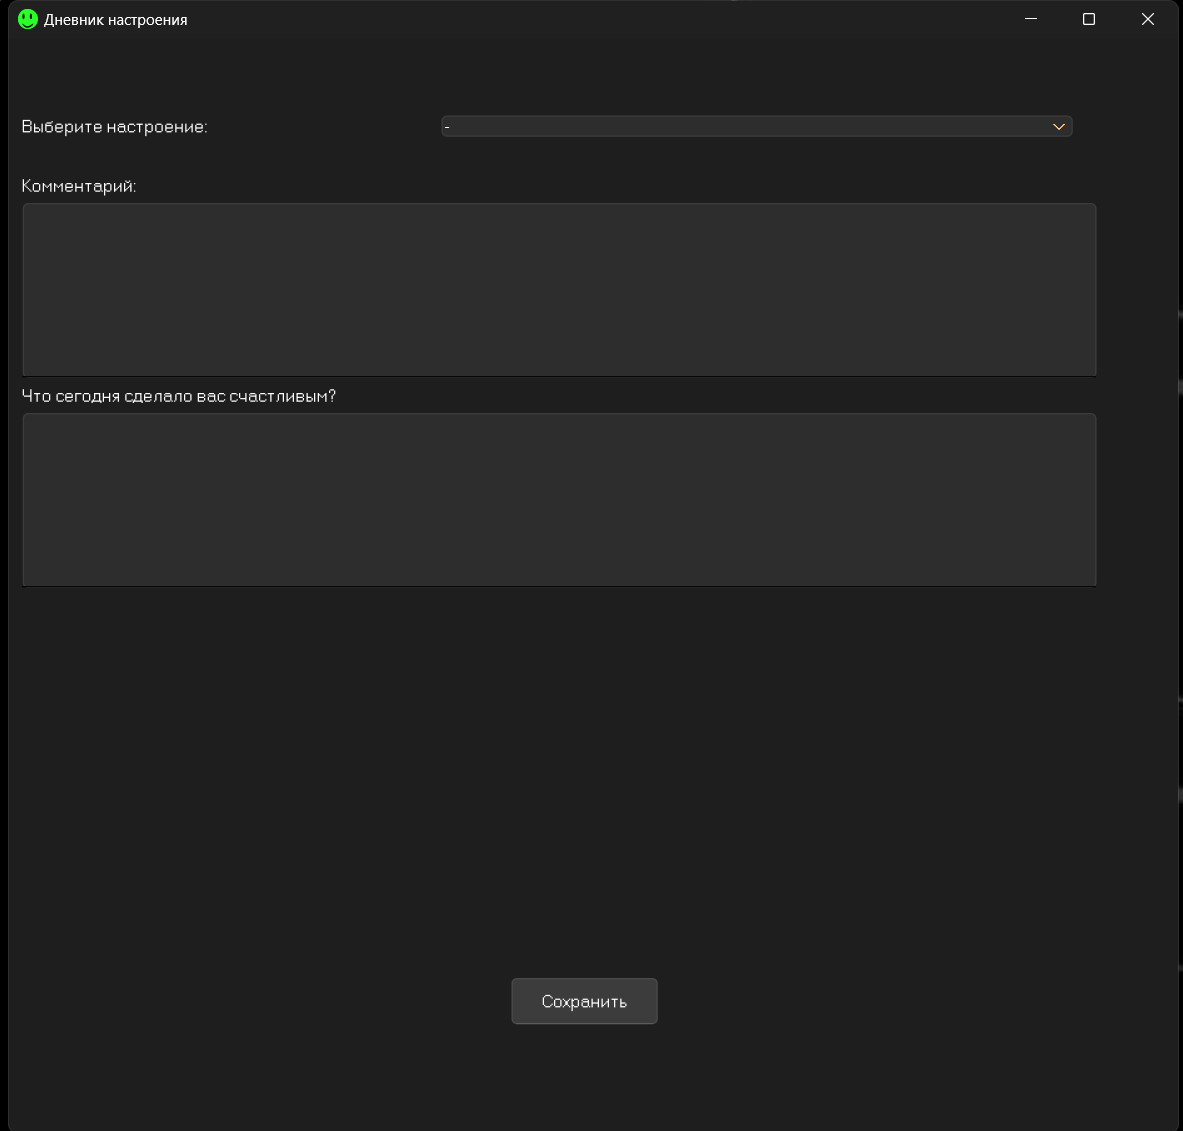 Дневник настроения
Выберите настроение:
-
Комментарий:
Что сегодня сделало вас счастливым?
Сохранить